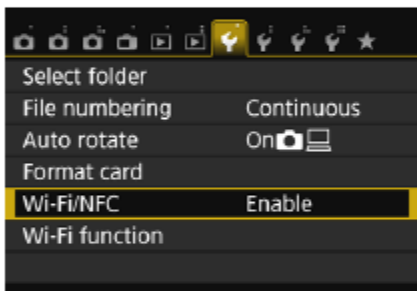 Select folder
File numbering Continuous
Auto rotate On
Format card
Wi-Fi/NFC Enable
Wi-Fi function